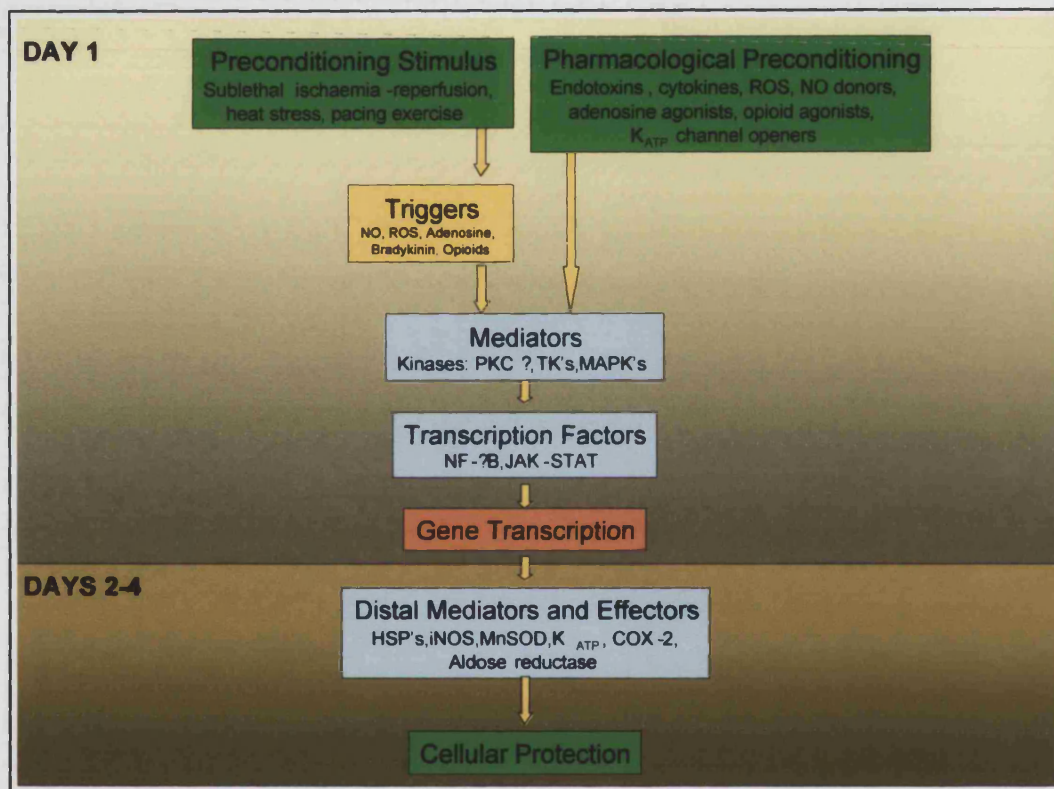 DAY 1
Preconditioning Stimulus
Sublethal ischaemia -reperfusion,
heat stress, pacing exercise
Pharmacological Preconditioning
Endotoxins , cytokines, ROS, NO donors,
adenosine agonists, opioid agonists,
KATP channel openers
Triggers
NO, ROS, Adenosine,
Bradykinin. Opioids
Mediators
Kinases: PKC ?,TK's,MAPK's
Transcription Factors
NF -?B,JAK -STAT
Gene Transcription
DAYS 2-4
Distal Mediators and Effectors
HSP's,iNOS,MnSOD,K ATP, COX -2,
Aldose reductase
Cellular Protection